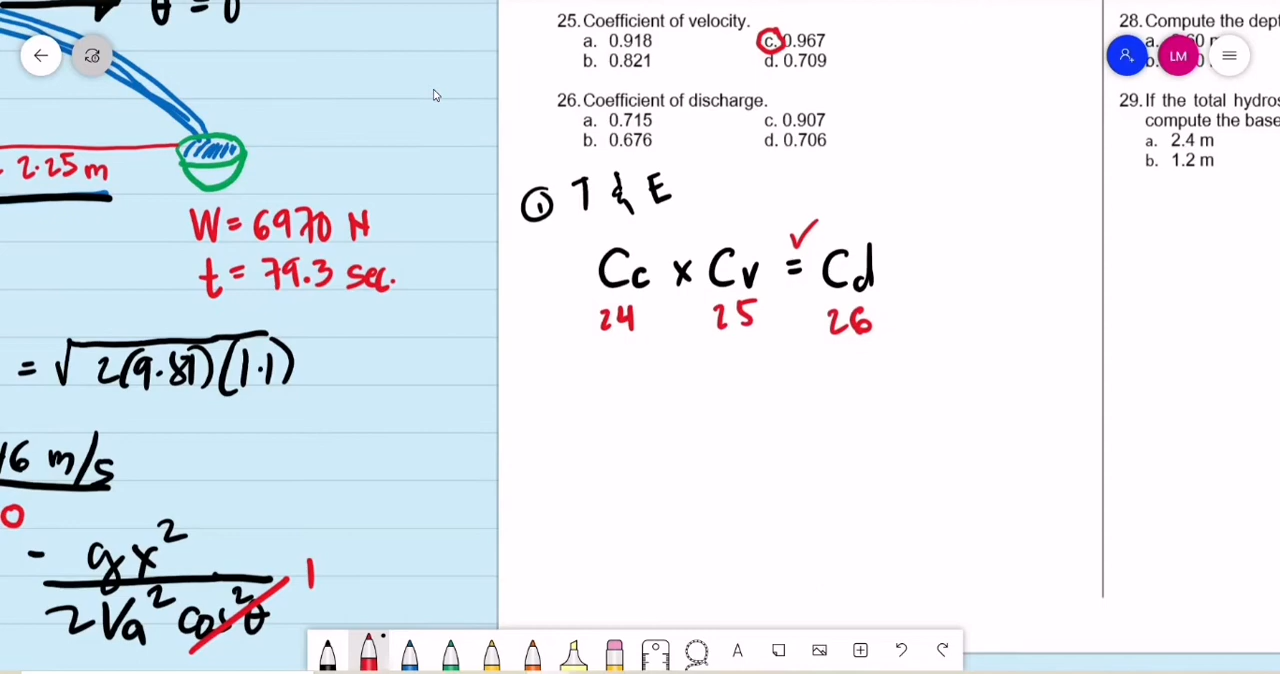 θ = 0
2.25 m
W = 6970 N
t = 79.3 sec.
= √ 2(9.81)(1.1)
16 m/s
0
- gx²
2Va² cos²θ
1
25. Coefficient of velocity.
a. 0.918 c. 0.967
b. 0.821 d. 0.709
26. Coefficient of discharge.
a. 0.715 c. 0.907
b. 0.676 d. 0.706
① T & E
Cc x Cv = Cd
24 25 26
28. Compute the dep
a.
b.
LM
29. If the total hydros
compute the base
a. 2.4 m
b. 1.2 m
A